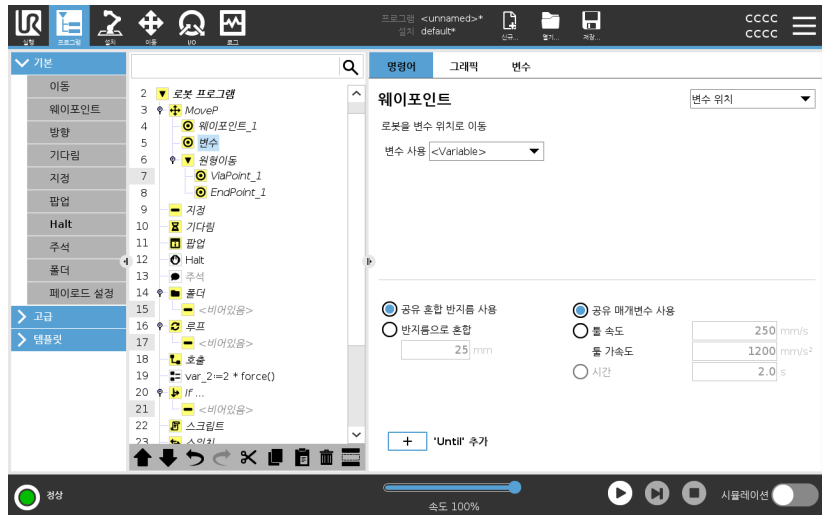 UR
프로그램 <unnamed>*
설치 default*
실행 프로그램 설치 이동 I/O 로그
신규... 열기... 저장...
cccc
cccc
기본
이동
웨이포인트
방향
기다림
지정
팝업
Halt
주석
폴더
페이로드 설정
고급
템플릿
2 로봇 프로그램
3 MoveP
4 웨이포인트_1
5 변수
6 원형이동
7 ViaPoint_1
8 EndPoint_1
9 지정
10 기다림
11 팝업
12 Halt
13 주석
14 폴더
15 <비어있음>
16 루프
17 <비어있음>
18 호출
19 var_2:=2 * force()
20 If ...
21 <비어있음>
22 스크립트
23 스위치
명령어 그래픽 변수
웨이포인트
변수 위치
로봇을 변수 위치로 이동
변수 사용 <Variable>
공유 혼합 반지름 사용
반지름으로 혼합
25 mm
공유 매개변수 사용
툴 속도 250 mm/s
툴 가속도 1200 mm/s²
시간 2.0 s
+ 'Until' 추가
정상
속도 100%
시뮬레이션